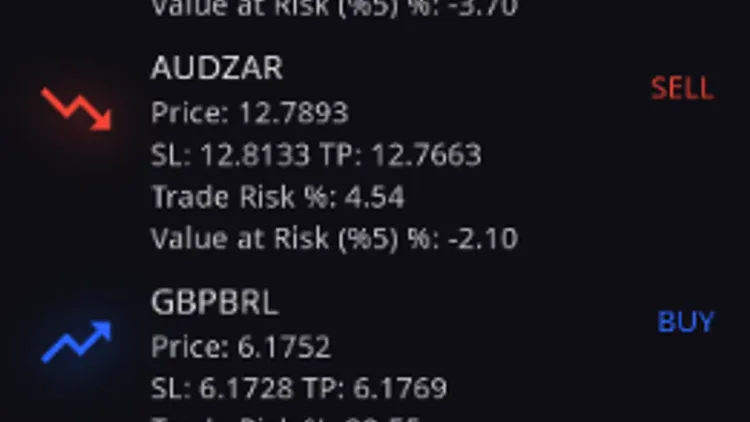 Value at Risk (%5) %: -3.70
AUDZAR
SELL
Price: 12.7893
SL: 12.8133 TP: 12.7663
Trade Risk %: 4.54
Value at Risk (%5) %: -2.10
GBPBRL
BUY
Price: 6.1752
SL: 6.1728 TP: 6.1769
Trade Risk %: